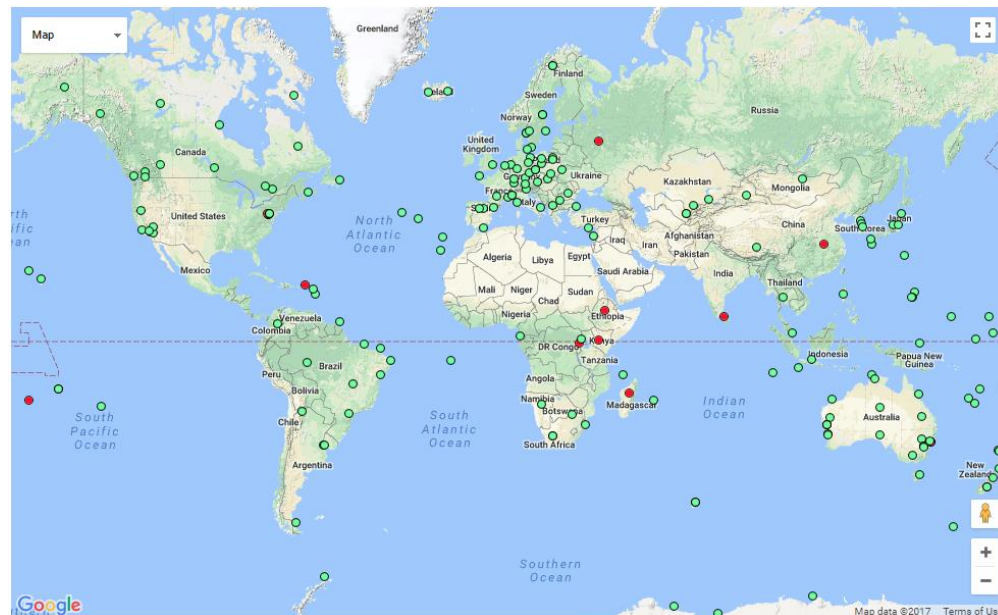 Map
Greenland
Finland
Sweden
Norway
Russia
Canada
United
Kingdom
Ukraine
Kazakhstan
Mongolia
France
Italy
United States
North
Atlantic
Ocean
Turkey
China
Japan
South Korea
Iraq
Iran
Afghanistan
Pakistan
Algeria
Libya
Egypt
Saudi Arabia
India
Mexico
Mali
Niger
Chad
Sudan
Thailand
Nigeria
Ethiopia
Venezuela
Colombia
DR Congo
Kenya
Tanzania
Indonesia
Papua New
Guinea
Brazil
Peru
Bolivia
Angola
Namibia
Botswana
Madagascar
Indian
Ocean
Australia
Chile
South
Pacific
Ocean
South
Atlantic
Ocean
South Africa
Argentina
New
Zealand
Southern
Ocean
+
−
Google
Map data ©2017
Terms of Us